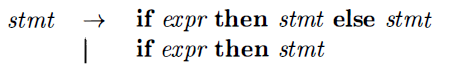 stmt → if expr then stmt else stmt
| if expr then stmt